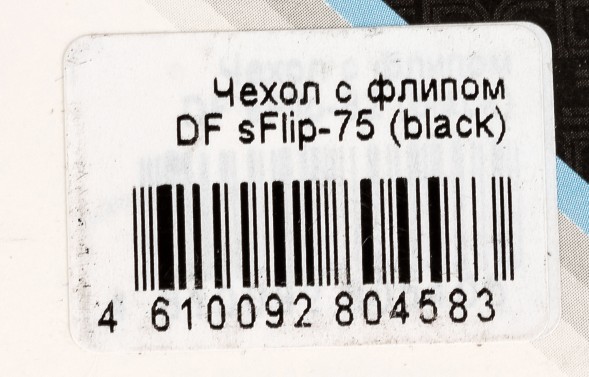 Чехол с флипом
DF sFlip-75 (black)
4 610092 804583